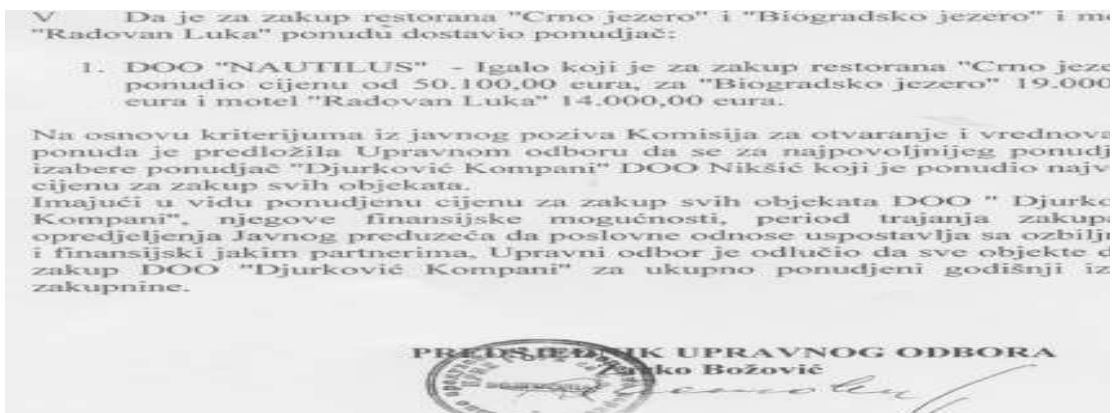 V Da je za zakup restorana "Crno jezero" i "Biogradsko jezero" i
"Radovan Luka" ponudu dostavio ponudjač:
1. DOO "NAUTILUS" - Igalo koji je za zakup restorana "Crno jeze
ponudio cijenu od 50.100,00 eura, za "Biogradsko jezero" 19.000
eura i motel "Radovan Luka" 14.000,00 eura.
Na osnovu kriterijuma iz javnog poziva Komisija za otvaranje i vrednova
ponuda je predložila Upravnom odboru da se za najpovoljnijeg ponudj
izabere ponudjač "Djurković Kompani" DOO Nikšić koji je ponudio najv
cijenu za zakup svih objekata.
Imajući u vidu ponudjenu cijenu za zakup svih objekata DOO " Djurko
Kompani", njegove finansijske mogućnosti, period trajanja zakup
opredjeljenja Javnog preduzeća da poslovne odnose uspostavlja sa ozbilj
i finansijski jakim partnerima, Upravni odbor je odlučio da sve objekte d
zakup DOO "Djurković Kompani" za ukupno ponudjeni godišnji iz
zakupnine.
PREDSJEDNIK UPRAVNOG ODBORA
Božović